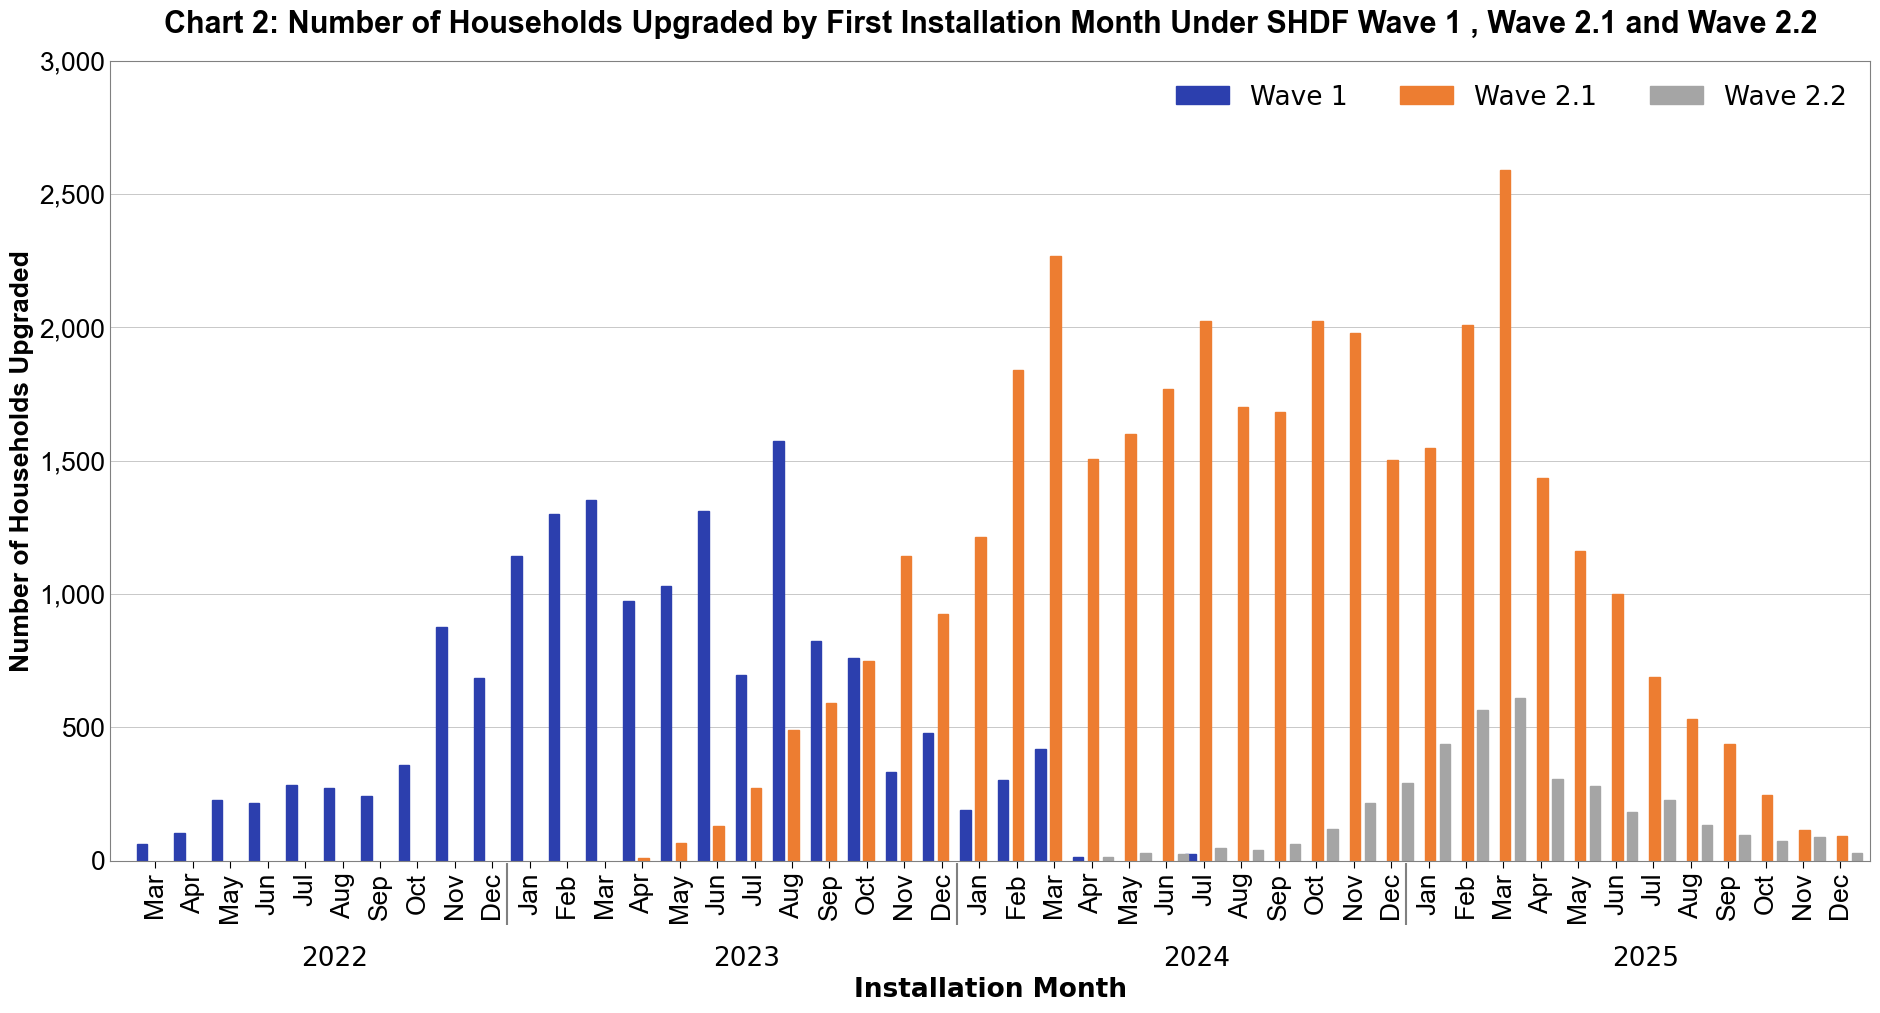 Chart 2: Number of Households Upgraded by First Installation Month Under SHDF Wave 1 , Wave 2.1 and Wave 2.2
Wave 1 Wave 2.1 Wave 2.2
Number of Households Upgraded
3,000
2,500
2,000
1,500
1,000
500
0
Mar Apr May Jun Jul Aug Sep Oct Nov Dec Jan Feb Mar Apr May Jun Jul Aug Sep Oct Nov Dec Jan Feb Mar Apr May Jun Jul Aug Sep Oct Nov Dec Jan Feb Mar Apr May Jun Jul Aug Sep Oct Nov Dec
2022 2023 2024 2025
Installation Month